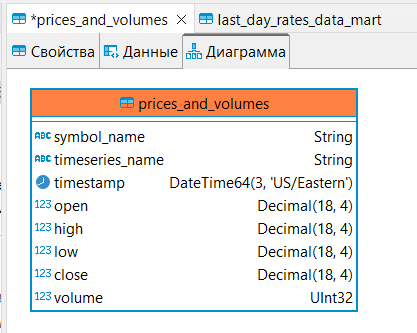 *prices_and_volumes last_day_rates_data_mart
Свойства Данные Диаграмма
prices_and_volumes
ABC symbol_name String
ABC timeseries_name String
timestamp DateTime64(3, 'US/Eastern')
123 open Decimal(18, 4)
123 high Decimal(18, 4)
123 low Decimal(18, 4)
123 close Decimal(18, 4)
123 volume UInt32